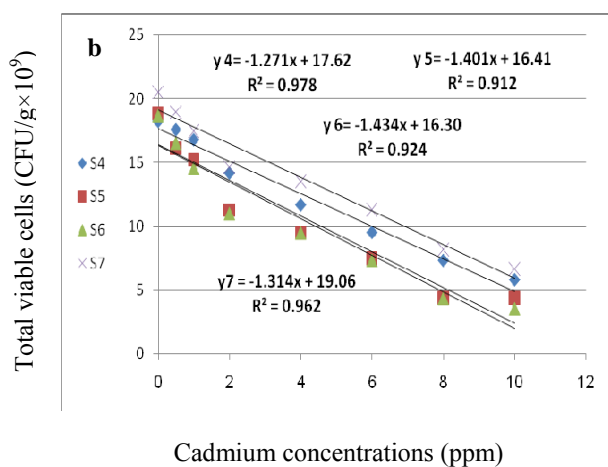 b
y 4= -1.271x + 17.62
R² = 0.978
y 5= -1.401x + 16.41
R² = 0.912
y 6= -1.434x + 16.30
R² = 0.924
y7= -1.314x + 19.06
R² = 0.962
Total viable cells (CFU/g×10⁹)
25
20
15
10
5
0
S4
S5
S6
S7
0 2 4 6 8 10 12
Cadmium concentrations (ppm)